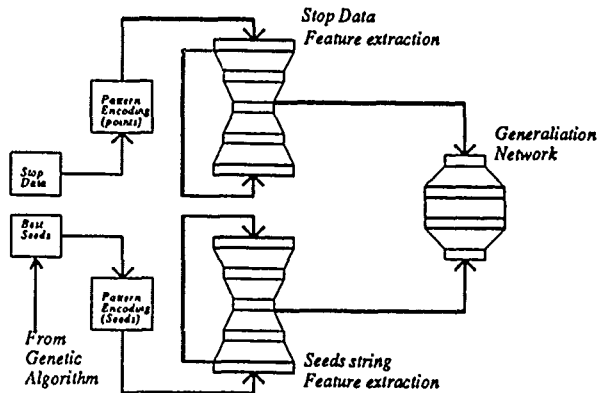 Stop Data
Feature extraction
Pattern
Encoding
(points)
Generaliation
Network
Stop
Data
Best
Seeds
Pattern
Encoding
(Seeds)
From
Genetic
Algorithm
Seeds string
Feature extraction